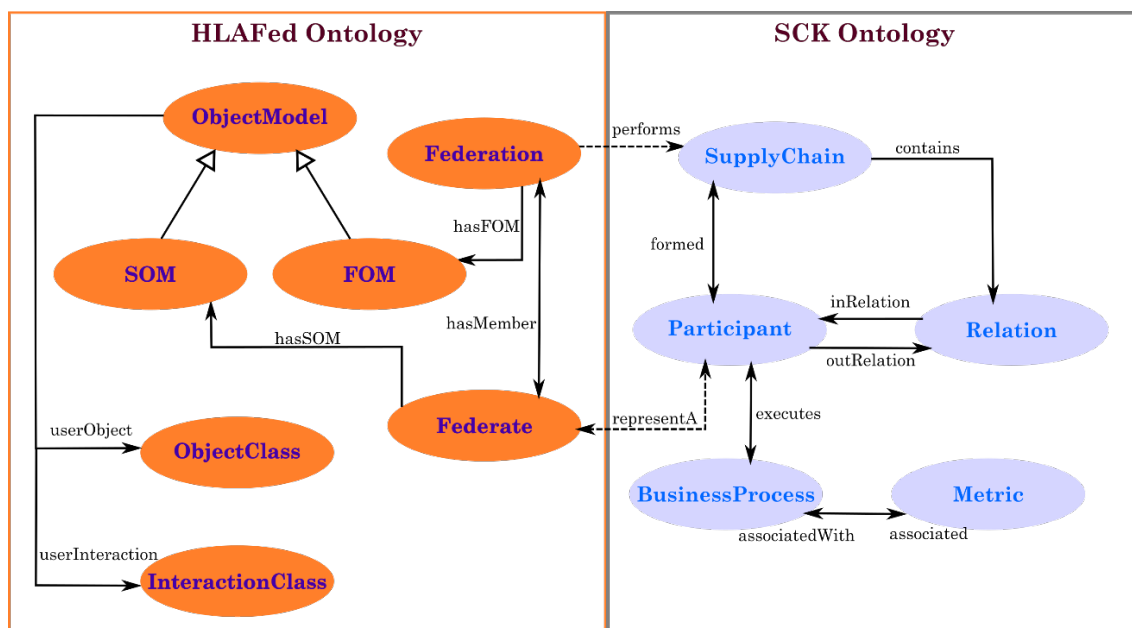 HLAFed Ontology
SCK Ontology
ObjectModel
Federation
performs
SupplyChain
contains
hasFOM
formed
SOM
FOM
inRelation
hasMember
Participant
Relation
hasSOM
outRelation
representA
executes
Federate
userObject
ObjectClass
BusinessProcess
Metric
associatedWith
associated
userInteraction
InteractionClass